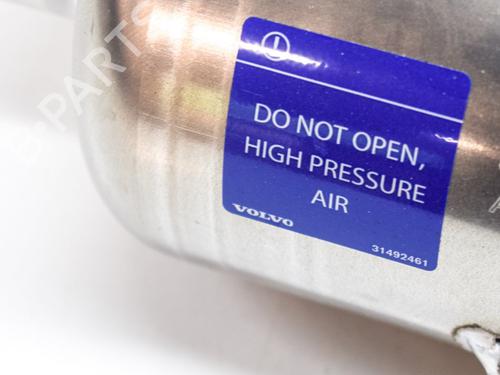 DO NOT OPEN,
HIGH PRESSURE
AIR
VOLVO
31492461